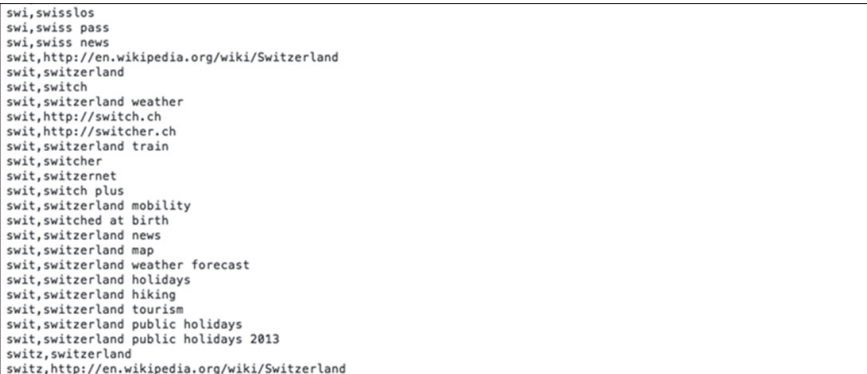 swi,swisslos
swi,swiss pass
swi,swiss news
swit,http://en.wikipedia.org/wiki/Switzerland
swit,switzerland
swit,switch
swit,switzerland weather
swit,http://switch.ch
swit,http://switcher.ch
swit,switzerland train
swit,switcher
swit,switzernet
swit,switch plus
swit,switzerland mobility
swit,switched at birth
swit,switzerland news
swit,switzerland map
swit,switzerland weather forecast
swit,switzerland holidays
swit,switzerland hiking
swit,switzerland tourism
swit,switzerland public holidays
swit,switzerland public holidays 2013
switz,switzerland
switz,http://en.wikipedia.org/wiki/Switzerland